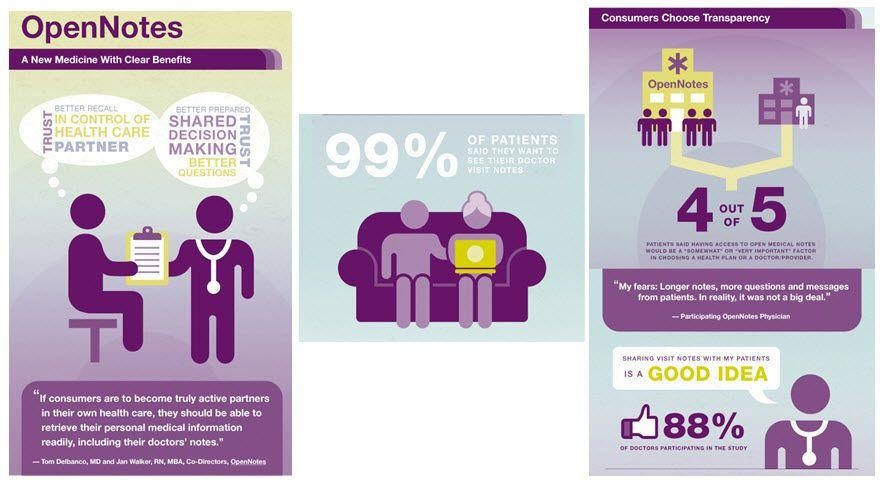 OpenNotes
A New Medicine With Clear Benefits
TRUST
BETTER RECALL
IN CONTROL OF
HEALTH CARE
PARTNER
BETTER PREPARED
SHARED
DECISION
MAKING
BETTER
QUESTIONS
TRUST
“If consumers are to become truly active partners
in their own health care, they should be able to
retrieve their personal medical information
readily, including their doctors’ notes.”
— Tom Delbanco, MD and Jan Walker, RN, MBA, Co-Directors, OpenNotes
99%
OF PATIENTS
SAID THEY WANT TO
SEE THEIR DOCTOR
VISIT NOTES
Consumers Choose Transparency
OpenNotes
4 OUT OF 5
PATIENTS SAID HAVING ACCESS TO OPEN MEDICAL NOTES
WOULD BE A “SOMEWHAT” OR “VERY IMPORTANT” FACTOR
IN CHOOSING A HEALTH PLAN OR A DOCTOR/PROVIDER.
“My fears: Longer notes, more questions and messages
from patients. In reality, it was not a big deal.”
— Participating OpenNotes Physician
SHARING VISIT NOTES WITH MY PATIENTS
IS A GOOD IDEA
88%
OF DOCTORS PARTICIPATING IN THE STUDY